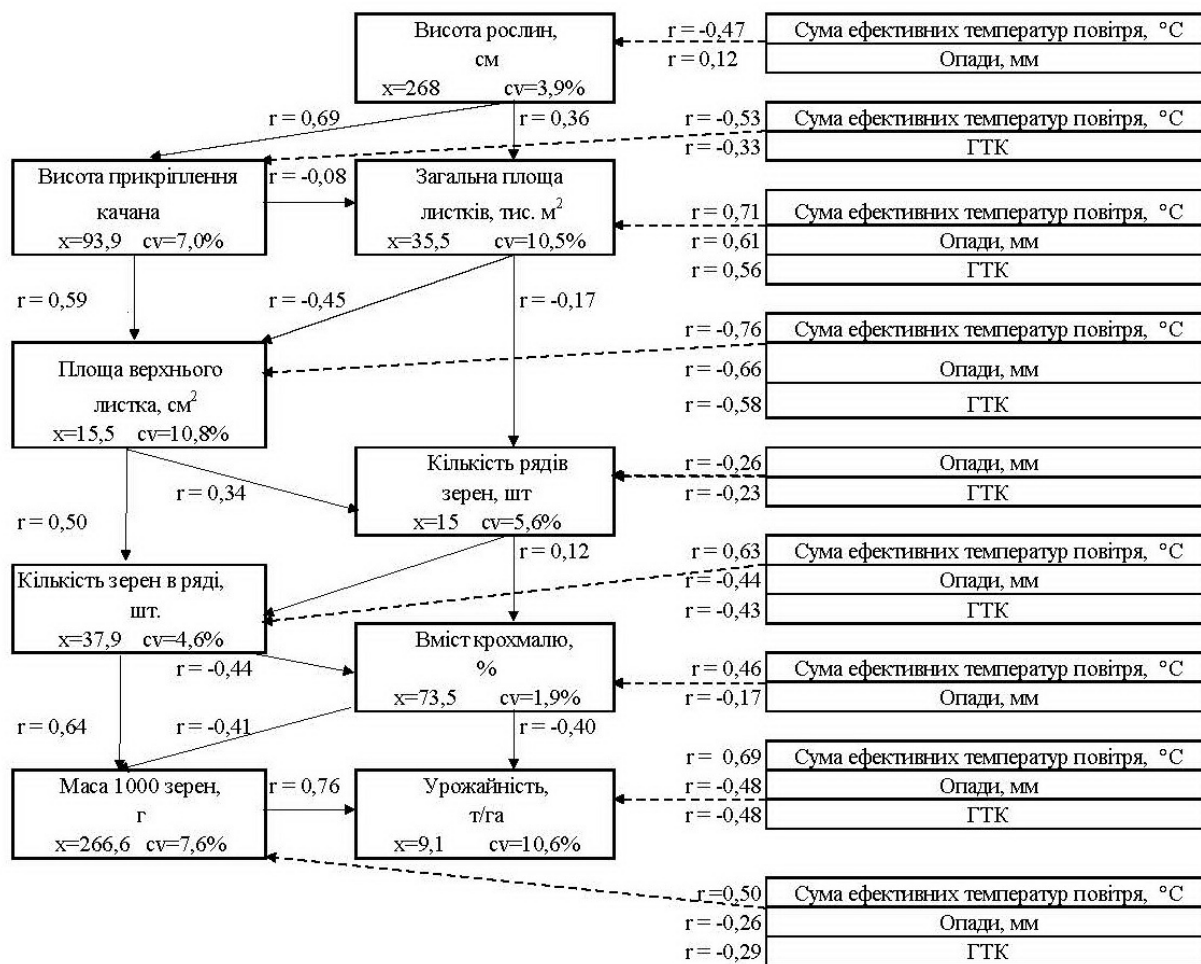 Висота рослин,
см
x=268 cv=3,9%
r = -0,47
r = 0,12
Сума ефективних температур повітря, °С
Опади, мм
r = 0,69
r = 0,36
r = -0,53
r = -0,33
Сума ефективних температур повітря, °С
ГТК
Висота прикріплення
качана
x=93,9 cv=7,0%
r = -0,08
Загальна площа
листків, тис. м²
x=35,5 cv=10,5%
r = 0,71
r = 0,61
r = 0,56
Сума ефективних температур повітря, °С
Опади, мм
ГТК
r = 0,59
r = -0,45
r = -0,17
Площа верхнього
листка, см²
x=15,5 cv=10,8%
r = -0,76
r = -0,66
r = -0,58
Сума ефективних температур повітря, °С
Опади, мм
ГТК
r = 0,50
r = 0,34
Кількість рядів
зерен, шт
x=15 cv=5,6%
r = -0,26
r = -0,23
Опади, мм
ГТК
r = 0,12
Кількість зерен в ряді,
шт.
x=37,9 cv=4,6%
r = 0,63
r = -0,44
r = -0,43
Сума ефективних температур повітря, °С
Опади, мм
ГТК
r = -0,44
Вміст крохмалю,
%
x=73,5 cv=1,9%
r = 0,46
r = -0,17
Сума ефективних температур повітря, °С
Опади, мм
r = 0,64
r = -0,41
r = -0,40
Маса 1000 зерен,
г
x=266,6 cv=7,6%
r = 0,76
Урожайність,
т/га
x=9,1 cv=10,6%
r = 0,69
r = -0,48
r = -0,48
Сума ефективних температур повітря, °С
Опади, мм
ГТК
r =0,50
r = -0,26
r = -0,29
Сума ефективних температур повітря, °С
Опади, мм
ГТК